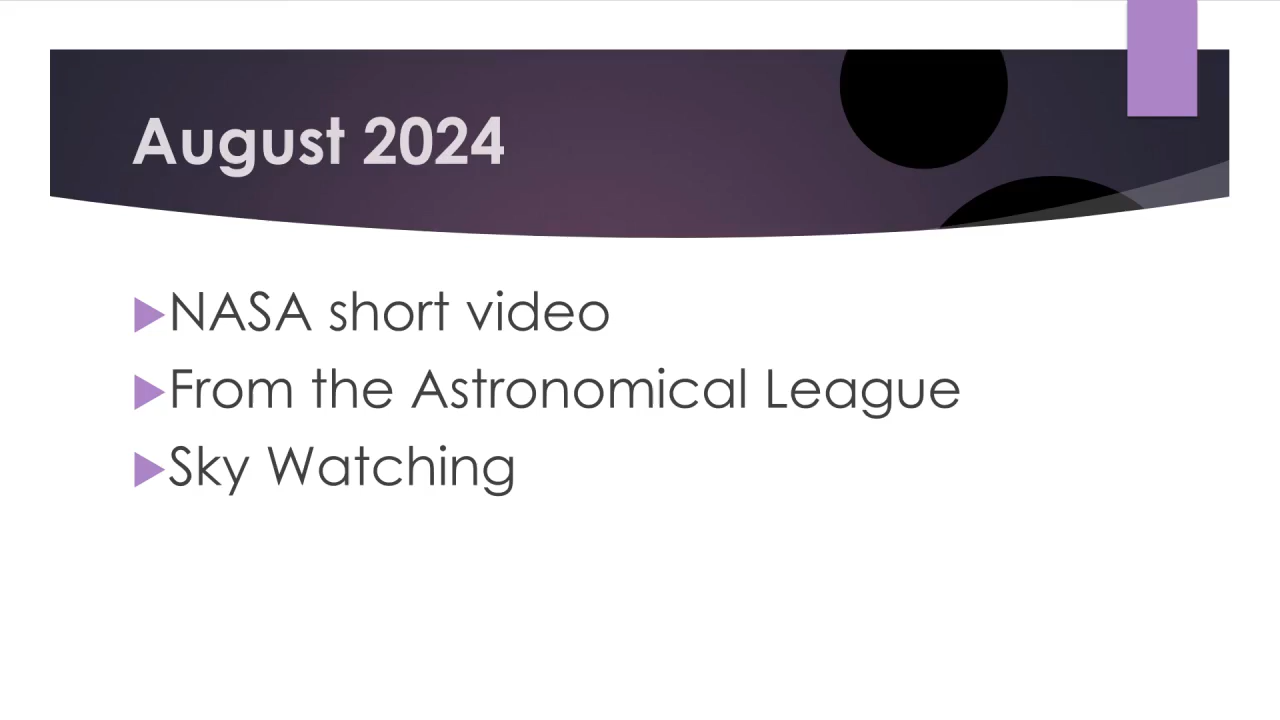 August 2024
NASA short video
From the Astronomical League
Sky Watching